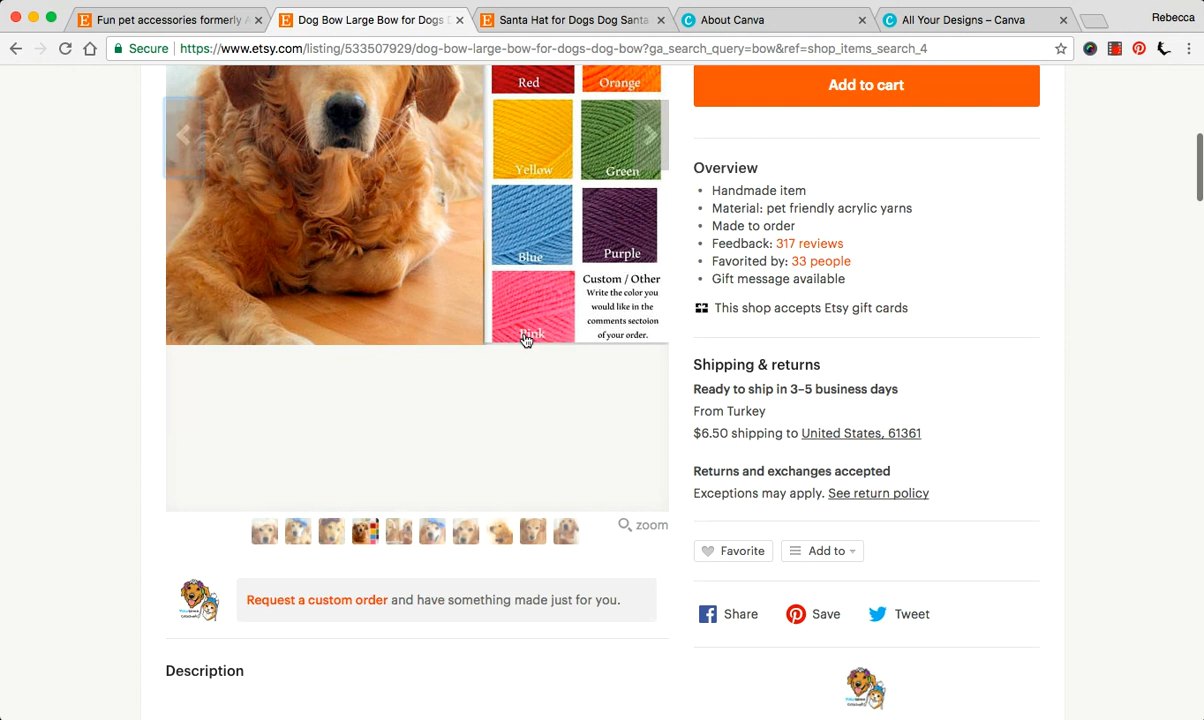 Fun pet accessories formerly A
Dog Bow Large Bow for Dogs D
Santa Hat for Dogs Dog Santa
About Canva
All Your Designs – Canva
Rebecca
Secure
https://www.etsy.com/listing/533507929/dog-bow-large-bow-for-dogs-dog-bow?ga_search_query=bow&ref=shop_items_search_4
Red
Orange
Yellow
Green
Blue
Purple
Pink
Custom / Other
Write the color you
would like in the
comments sectoion
of your order.
zoom
Request a custom order and have something made just for you.
Description
Add to cart
Overview
• Handmade item
• Material: pet friendly acrylic yarns
• Made to order
• Feedback: 317 reviews
• Favorited by: 33 people
• Gift message available
This shop accepts Etsy gift cards
Shipping & returns
Ready to ship in 3–5 business days
From Turkey
$6.50 shipping to United States, 61361
Returns and exchanges accepted
Exceptions may apply. See return policy
Favorite
Add to
Share
Save
Tweet